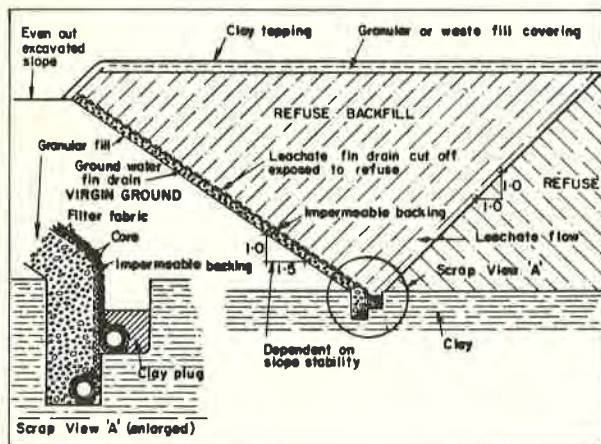 Even out
excavated
slope
Clay topping
Granular or waste fill covering
REFUSE BACKFILL
Granular fill
Ground water
fin drain
VIRGIN GROUND
Leachate fin drain cut off
exposed to refuse
REFUSE
1·0
1·0
Impermeable backing
Filter fabric
Core
Impermeable backing
1·0
1·5
Leachate flow
Scrap View 'A'
Dependent on
slope stability
Clay
Clay plug
Scrap View 'A' (enlarged)